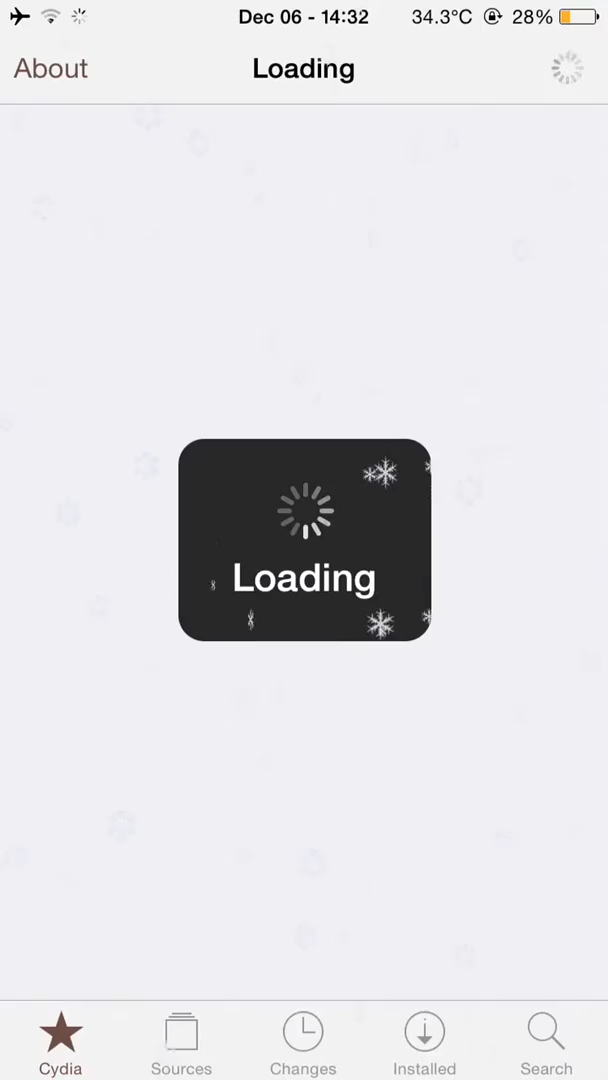 Dec 06 - 14:32 34.3°C 28%
About Loading
Loading
Cydia Sources Changes Installed Search